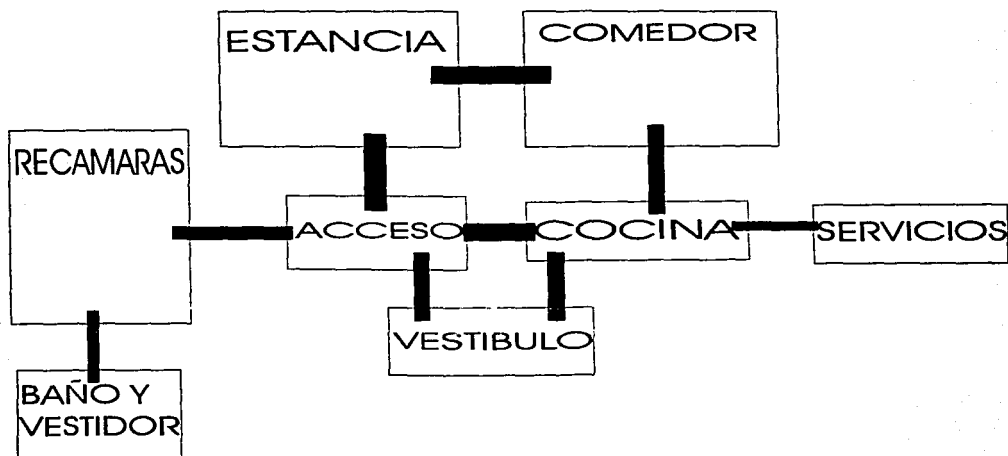 ESTANCIA
COMEDOR
RECAMARAS
ACCESO
COCINA
SERVICIOS
VESTIBULO
BAÑO Y
VESTIDOR